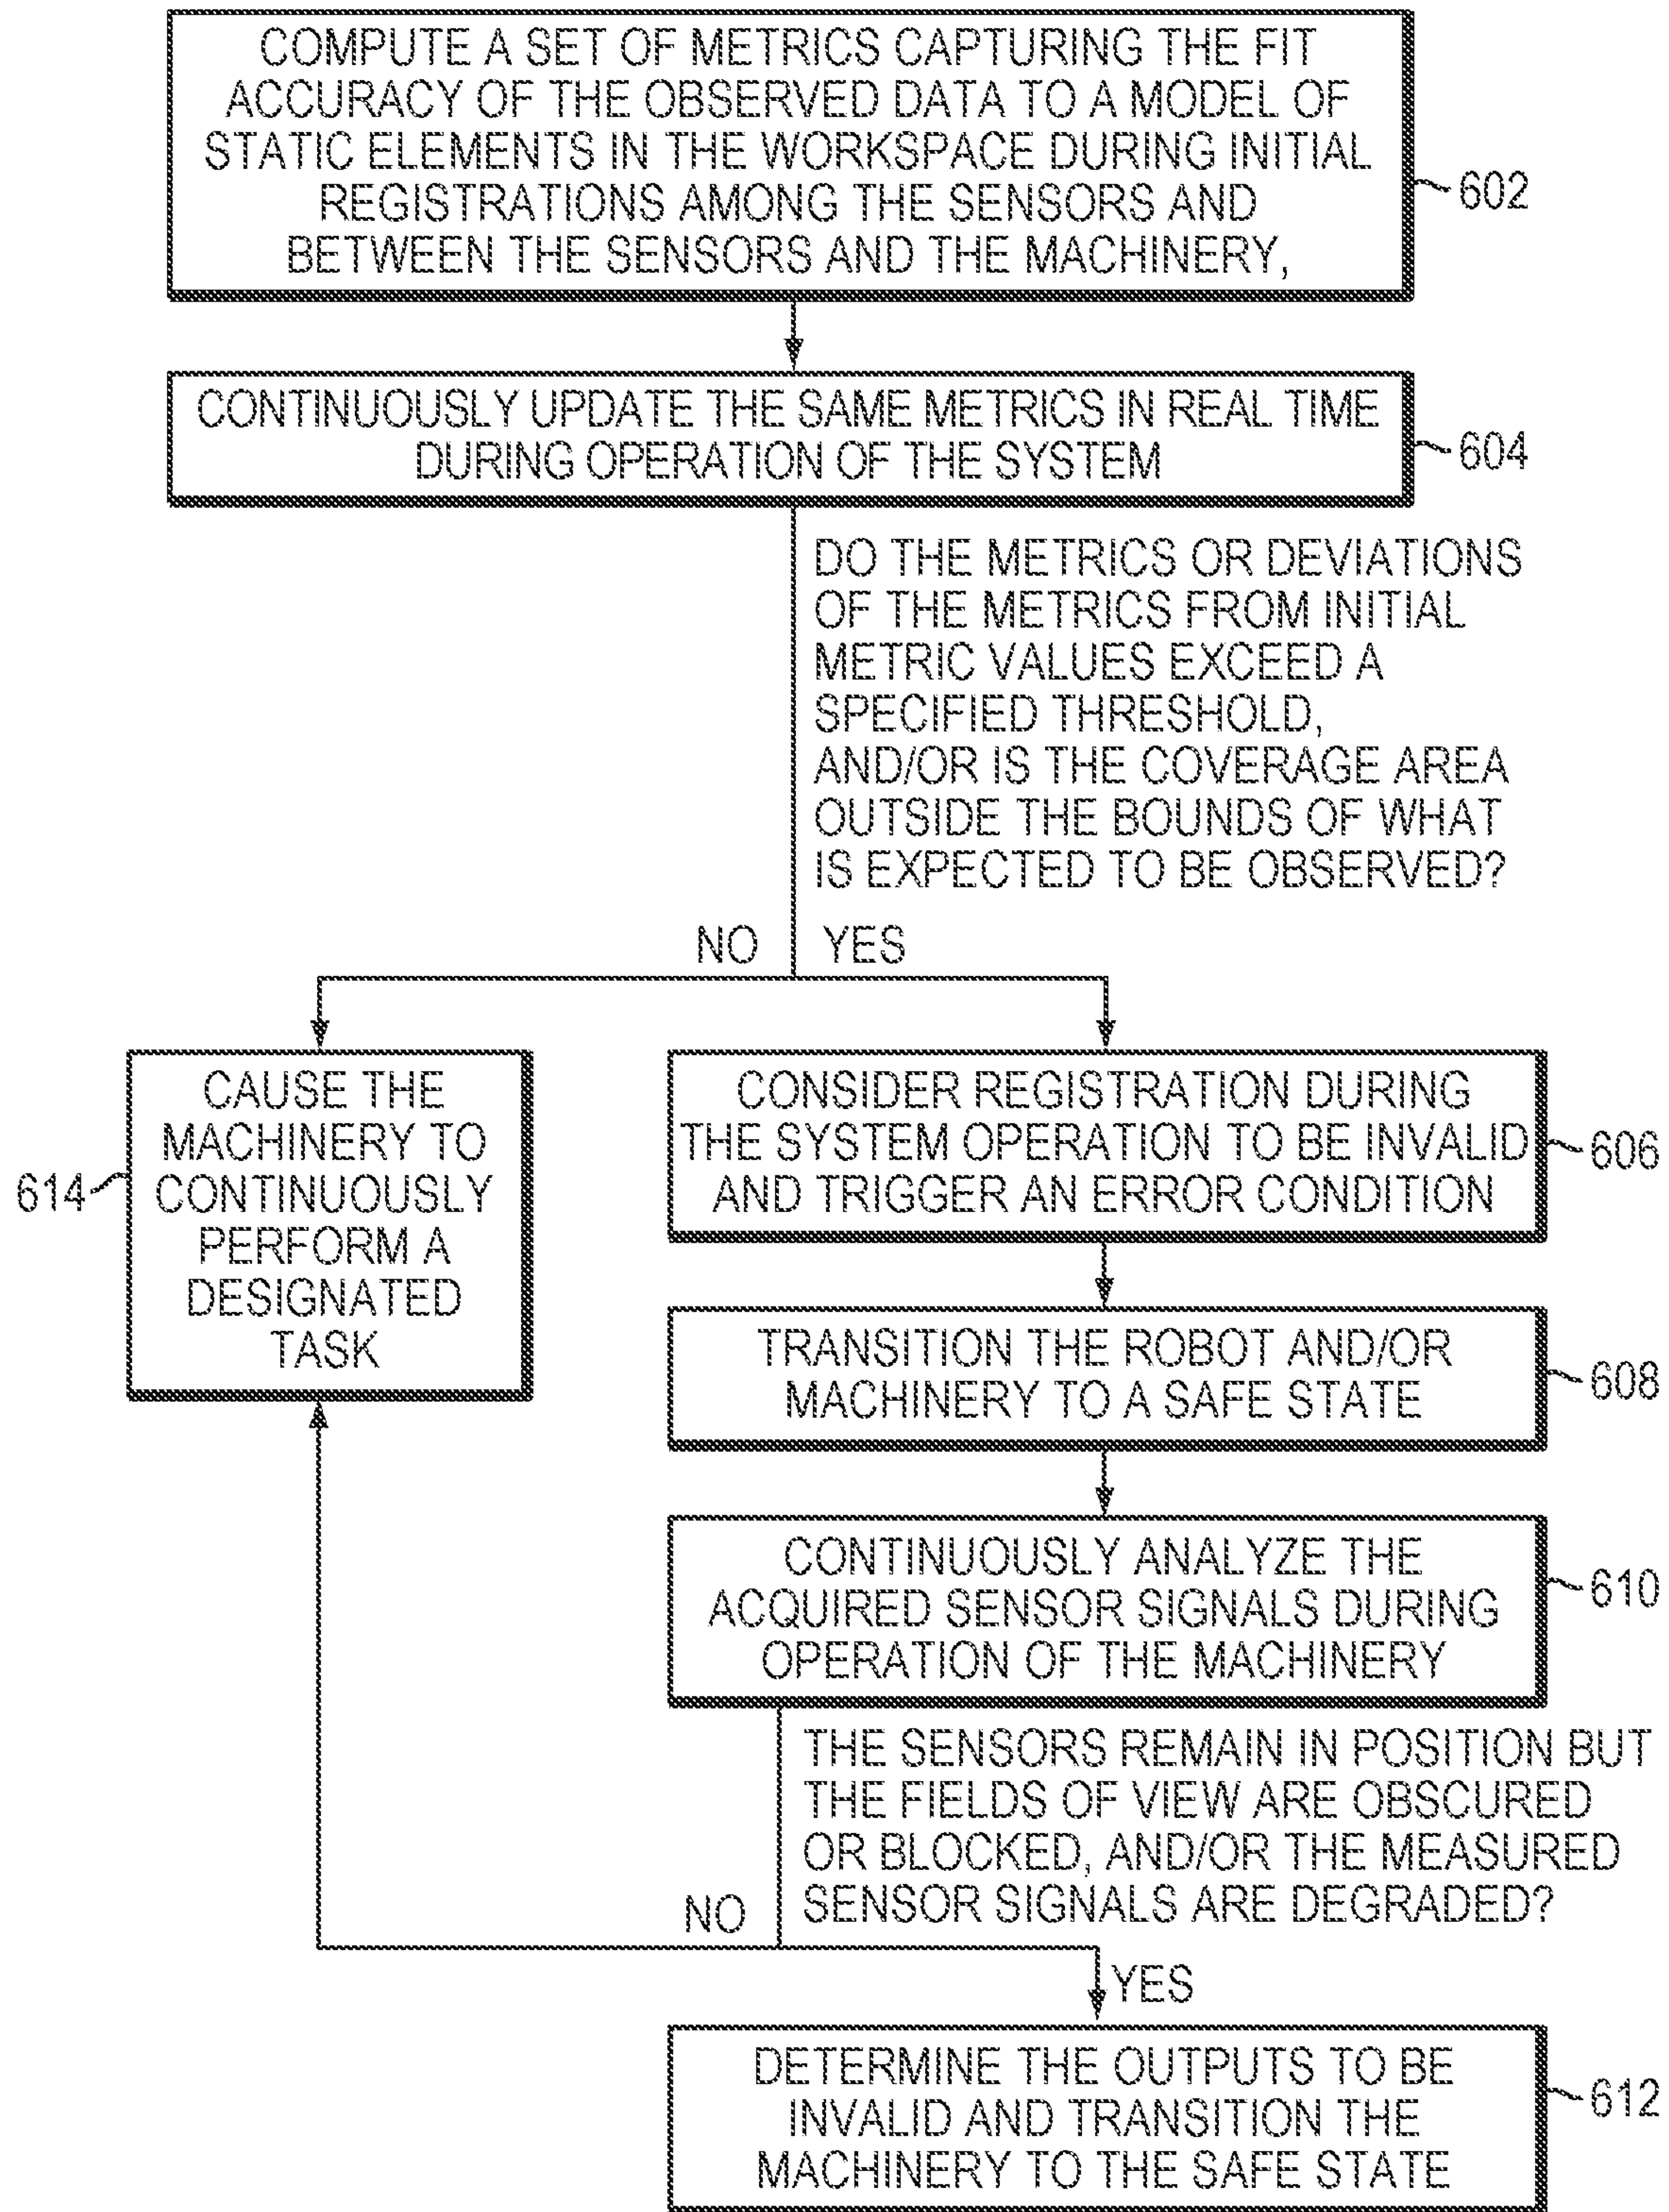 COMPUTE A SET OF METRICS CAPTURING THE FIT
ACCURACY OF THE OBSERVED DATA TO A MODEL OF
STATIC ELEMENTS IN THE WORKSPACE DURING INITIAL
REGISTRATIONS AMONG THE SENSORS AND
BETWEEN THE SENSORS AND THE MACHINERY,
602
CONTINUOUSLY UPDATE THE SAME METRICS IN REAL TIME
DURING OPERATION OF THE SYSTEM
604
DO THE METRICS OR DEVIATIONS
OF THE METRICS FROM INITIAL
METRIC VALUES EXCEED A
SPECIFIED THRESHOLD,
AND/OR IS THE COVERAGE AREA
OUTSIDE THE BOUNDS OF WHAT
IS EXPECTED TO BE OBSERVED?
NO
YES
CAUSE THE
MACHINERY TO
CONTINUOUSLY
PERFORM A
DESIGNATED
TASK
614
CONSIDER REGISTRATION DURING
THE SYSTEM OPERATION TO BE INVALID
AND TRIGGER AN ERROR CONDITION
606
TRANSITION THE ROBOT AND/OR
MACHINERY TO A SAFE STATE
608
CONTINUOUSLY ANALYZE THE
ACQUIRED SENSOR SIGNALS DURING
OPERATION OF THE MACHINERY
610
THE SENSORS REMAIN IN POSITION BUT
THE FIELDS OF VIEW ARE OBSCURED
OR BLOCKED, AND/OR THE MEASURED
SENSOR SIGNALS ARE DEGRADED?
NO
YES
DETERMINE THE OUTPUTS TO BE
INVALID AND TRANSITION THE
MACHINERY TO THE SAFE STATE
612